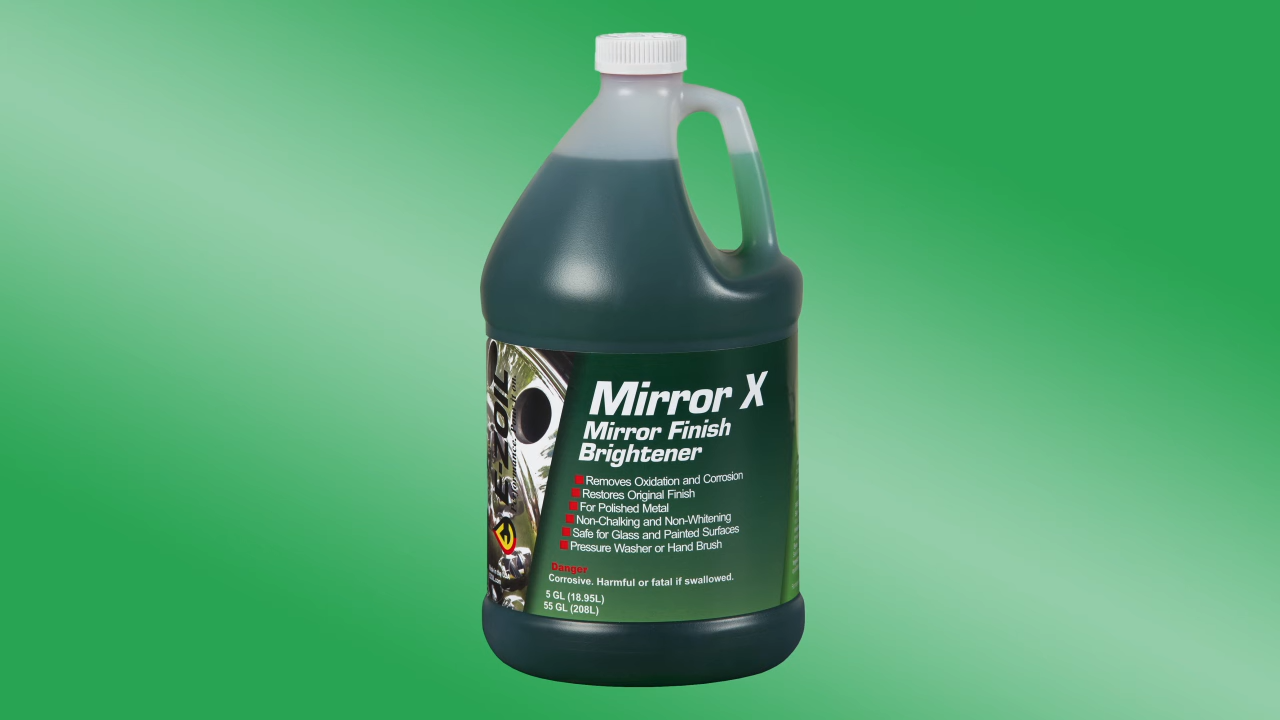 Mirror X
Mirror Finish
Brightener
Removes Oxidation and Corrosion
Restores Original Finish
For Polished Metal
Non-Chalking and Non-Whitening
Safe for Glass and Painted Surfaces
Pressure Washer or Hand Brush
Danger
Corrosive. Harmful or fatal if swallowed.
5 GL (18.95L)
55 GL (208L)
E-ZOIL